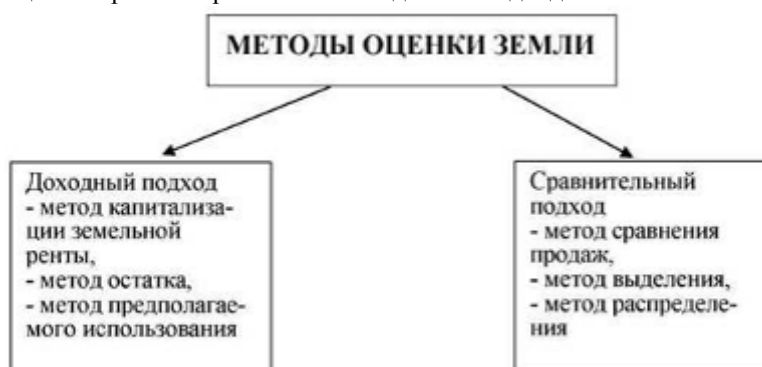 МЕТОДЫ ОЦЕНКИ ЗЕМЛИ
Доходный подход
- метод капитализа-
ции земельной
ренты,
- метод остатка,
- метод предполагае-
мого использования
Сравнительный
подход
- метод сравнения
продаж,
- метод выделения,
- метод распределе-
ния